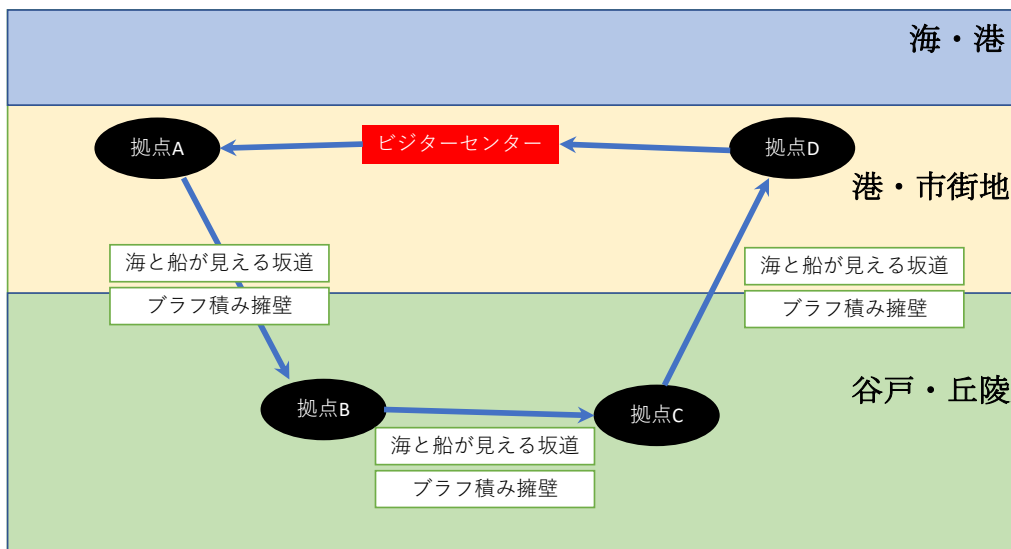 海・港
拠点A
ビジターセンター
拠点D
港・市街地
海と船が見える坂道
ブラフ積み擁壁
海と船が見える坂道
ブラフ積み擁壁
谷戸・丘陵
拠点B
拠点C
海と船が見える坂道
ブラフ積み擁壁